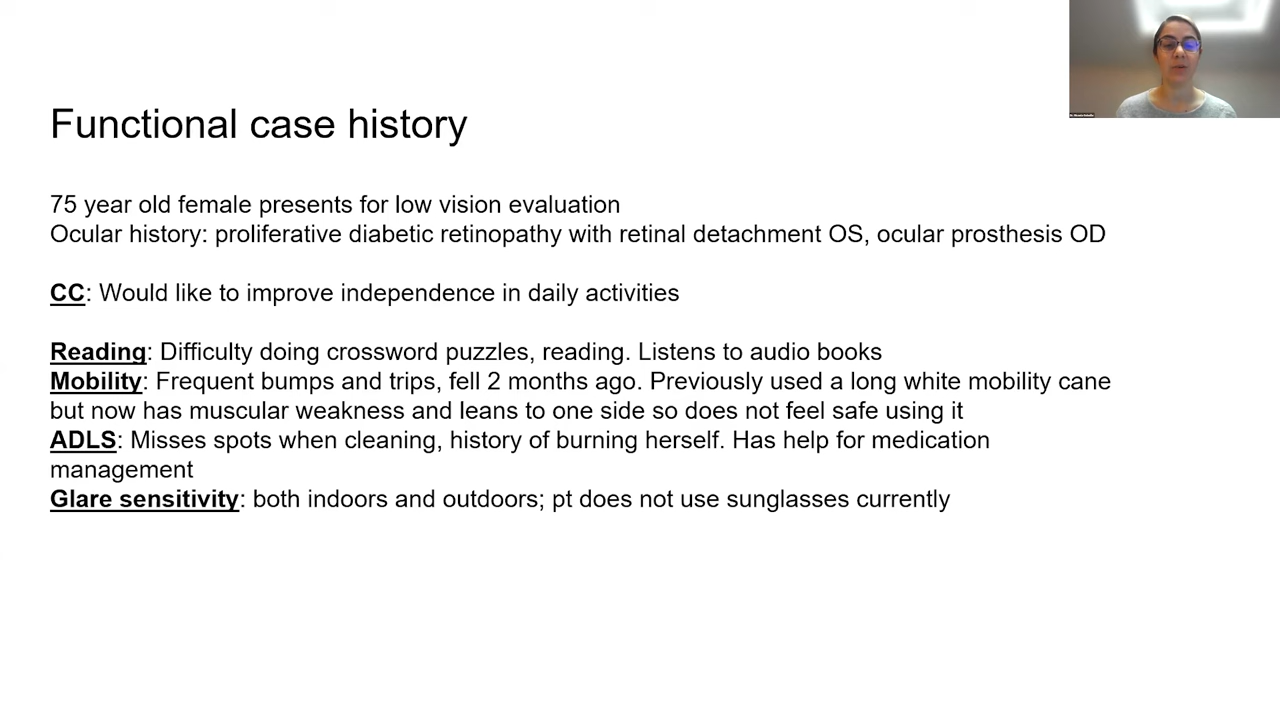 Functional case history
75 year old female presents for low vision evaluation
Ocular history: proliferative diabetic retinopathy with retinal detachment OS, ocular prosthesis OD
CC: Would like to improve independence in daily activities
Reading: Difficulty doing crossword puzzles, reading. Listens to audio books
Mobility: Frequent bumps and trips, fell 2 months ago. Previously used a long white mobility cane
but now has muscular weakness and leans to one side so does not feel safe using it
ADLS: Misses spots when cleaning, history of burning herself. Has help for medication
management
Glare sensitivity: both indoors and outdoors; pt does not use sunglasses currently